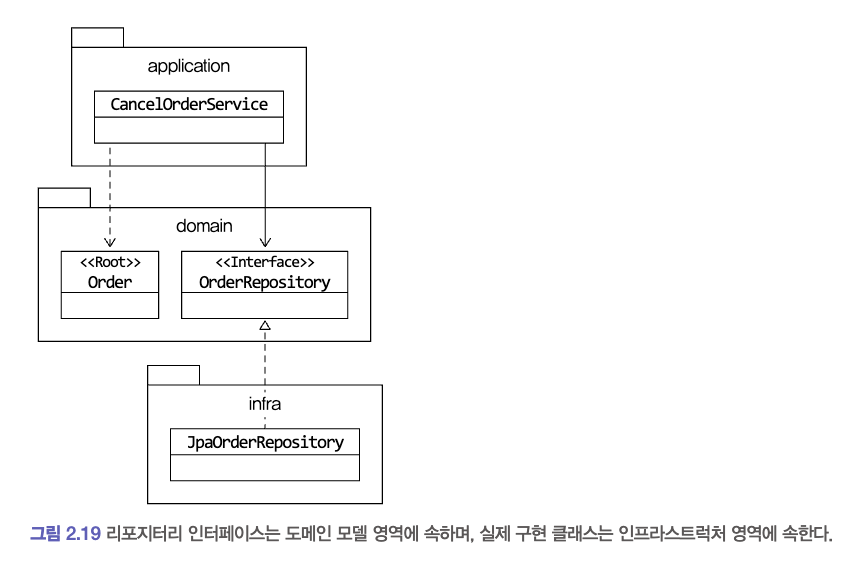 application
CancelOrderService
domain
<<Root>>
Order
<<Interface>>
OrderRepository
infra
JpaOrderRepository
그림 2.19 리포지터리 인터페이스는 도메인 모델 영역에 속하며, 실제 구현 클래스는 인프라스트럭처 영역에 속한다.